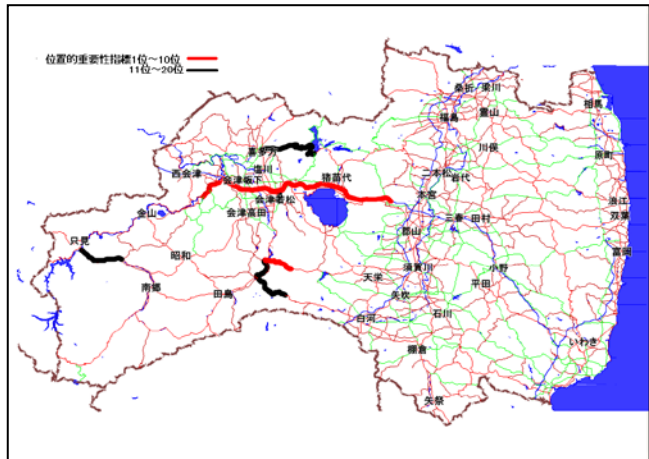 位置的重要性指標1位～10位
11位～20位
桑折
梁川
相馬
福島
霊山
喜多方
川俣
原町
塩川
西会津
会津坂下
猪苗代
二本松
岩代
会津若松
本宮
浪江
金山
会津高田
三春
田村
双葉
只見
郡山
富岡
昭和
須賀川
小野
天栄
南郷
田島
平田
矢吹
白河
石川
棚倉
いわき
矢祭